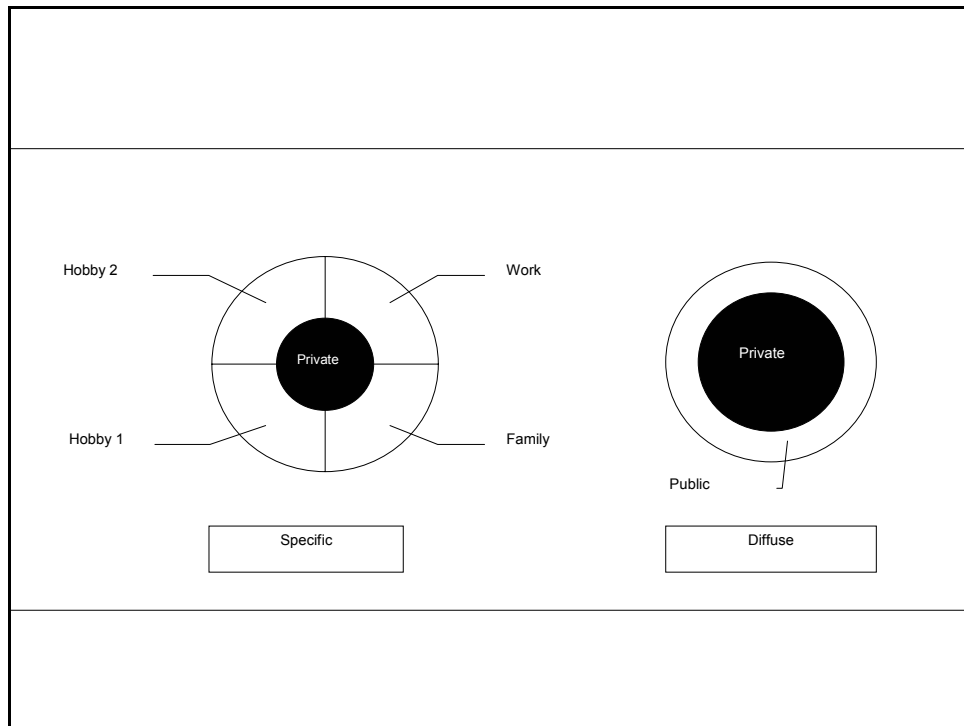 Hobby 2
Work
Private
Private
Hobby 1
Family
Public
Specific
Diffuse